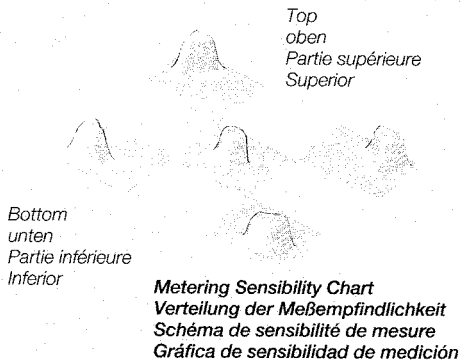 Top
oben
Partie supérieure
Superior
Bottom
unten
Partie inférieure
Inferior
Metering Sensibility Chart
Verteilung der Meßempfindlichkeit
Schéma de sensibilité de mesure
Gráfica de sensibilidad de medición